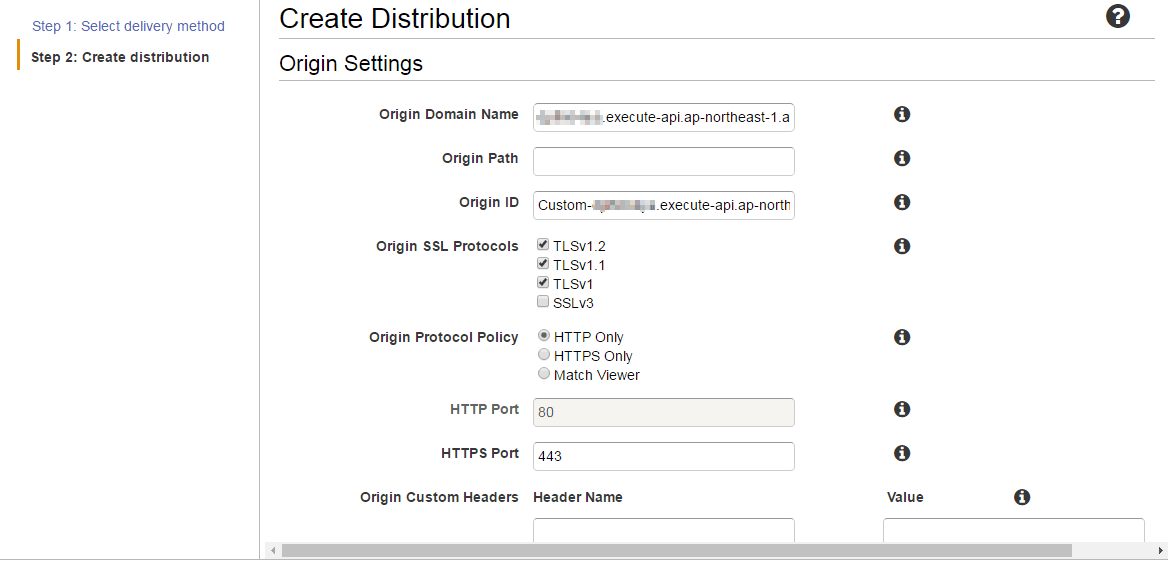 Step 1: Select delivery method
Step 2: Create distribution
Create Distribution
?
Origin Settings
Origin Domain Name
.execute-api.ap-northeast-1.a
Origin Path
Origin ID
Custom-
.execute-api.ap-north
Origin SSL Protocols
TLSv1.2
TLSv1.1
TLSv1
SSLv3
Origin Protocol Policy
HTTP Only
HTTPS Only
Match Viewer
HTTP Port
80
HTTPS Port
443
Origin Custom Headers
Header Name
Value